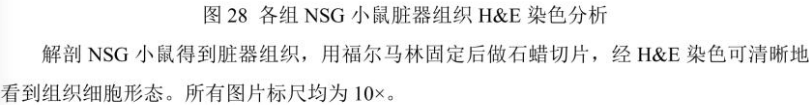 图 28 各组 NSG 小鼠脏器组织 H&E 染色分析
解剖 NSG 小鼠得到脏器组织，用福尔马林固定后做石蜡切片，经 H&E 染色可清晰地
看到组织细胞形态。所有图片标尺均为 10×。